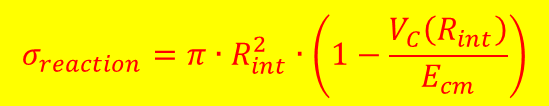 σ_reaction = π · R_int^2 · (1 − V_C(R_int) / E_cm)